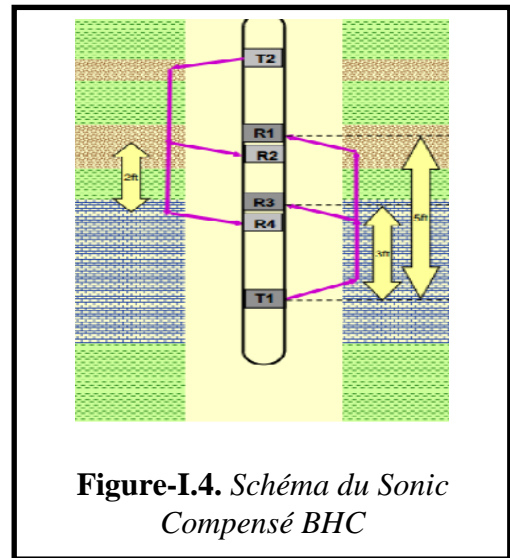 T2
R1
R2
2ft
R3
R4
5ft
3ft
T1
Figure-I.4. Schéma du Sonic
Compensé BHC